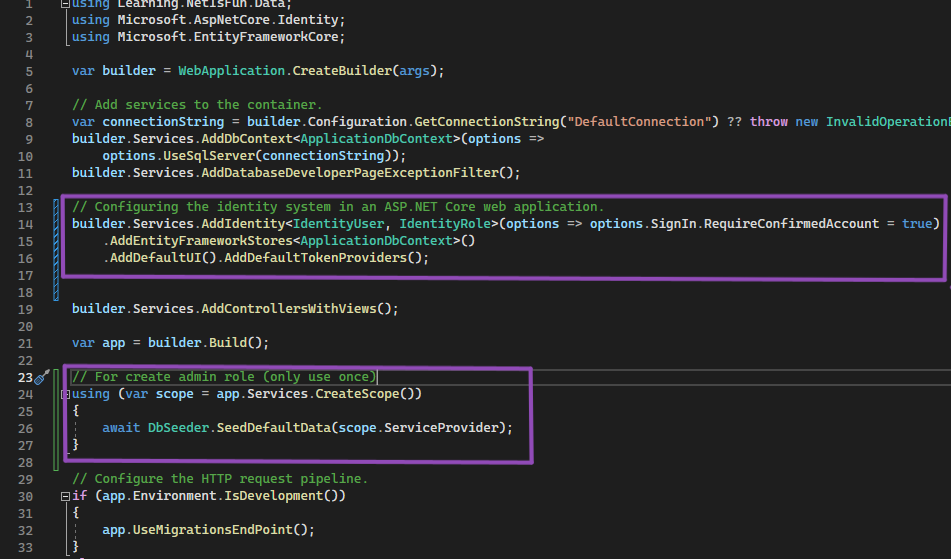 1 using Learning.NetIsFun.Data;
2 using Microsoft.AspNetCore.Identity;
3 using Microsoft.EntityFrameworkCore;
4
5 var builder = WebApplication.CreateBuilder(args);
6
7 // Add services to the container.
8 var connectionString = builder.Configuration.GetConnectionString("DefaultConnection") ?? throw new InvalidOperation
9 builder.Services.AddDbContext<ApplicationDbContext>(options =>
10 options.UseSqlServer(connectionString));
11 builder.Services.AddDatabaseDeveloperPageExceptionFilter();
12
13 // Configuring the identity system in an ASP.NET Core web application.
14 builder.Services.AddIdentity<IdentityUser, IdentityRole>(options => options.SignIn.RequireConfirmedAccount = true)
15 .AddEntityFrameworkStores<ApplicationDbContext>()
16 .AddDefaultUI().AddDefaultTokenProviders();
17
18
19 builder.Services.AddControllersWithViews();
20
21 var app = builder.Build();
22
23 // For create admin role (only use once)
24 using (var scope = app.Services.CreateScope())
25 {
26 await DbSeeder.SeedDefaultData(scope.ServiceProvider);
27 }
28
29 // Configure the HTTP request pipeline.
30 if (app.Environment.IsDevelopment())
31 {
32 app.UseMigrationsEndPoint();
33 }